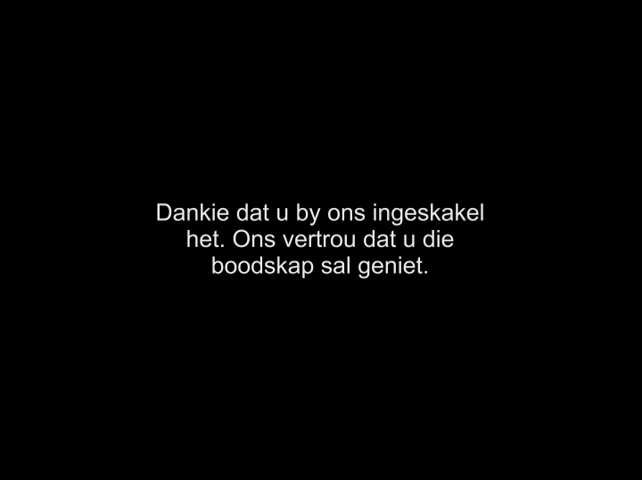 Dankie dat u by ons ingeskakel
het. Ons vertrou dat u die
boodskap sal geniet.